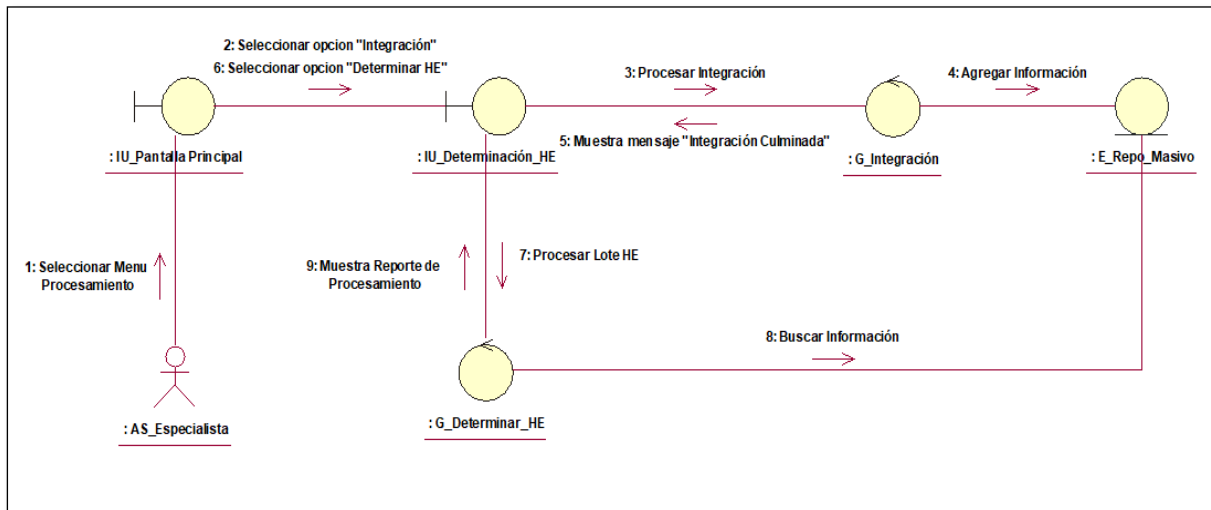 2: Seleccionar opcion "Integración"
6: Seleccionar opcion "Determinar HE"
3: Procesar Integración
4: Agregar Información
5: Muestra mensaje "Integración Culminada"
: IU_Pantalla Principal
: IU_Determinación_HE
: G_Integración
: E_Repo_Masivo
1: Seleccionar Menu
Procesamiento
9: Muestra Reporte de
Procesamiento
7: Procesar Lote HE
8: Buscar Información
: AS_Especialista
: G_Determinar_HE